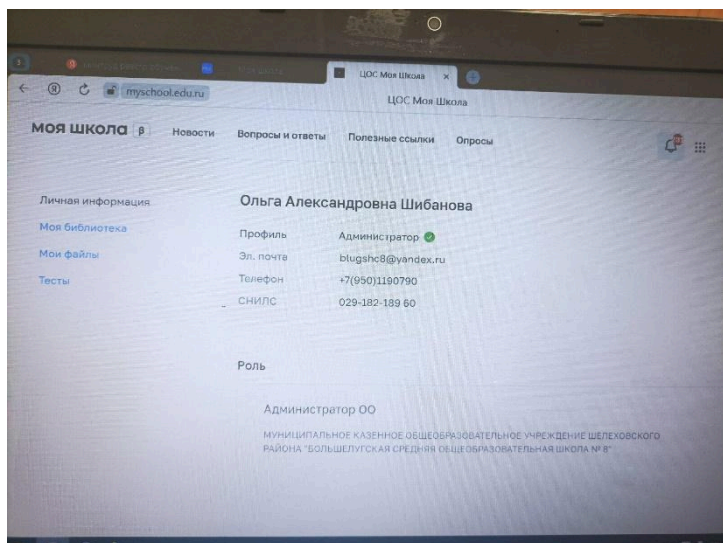 ЦОС Моя Школа
myschool.edu.ru
ЦОС Моя Школа
моя школа β Новости Вопросы и ответы Полезные ссылки Опросы
Личная информация
Моя библиотека
Мои файлы
Тесты
Ольга Александровна Шибанова
Профиль Администратор
Эл. почта blugshc8@yandex.ru
Телефон +7(950)1190790
СНИЛС 029-182-189 60
Роль
Администратор ОО
МУНИЦИПАЛЬНОЕ КАЗЕННОЕ ОБЩЕОБРАЗОВАТЕЛЬНОЕ УЧРЕЖДЕНИЕ ШЕЛЕХОВСКОГО
РАЙОНА "БОЛЬШЕЛУГСКАЯ СРЕДНЯЯ ОБЩЕОБРАЗОВАТЕЛЬНАЯ ШКОЛА № 8"